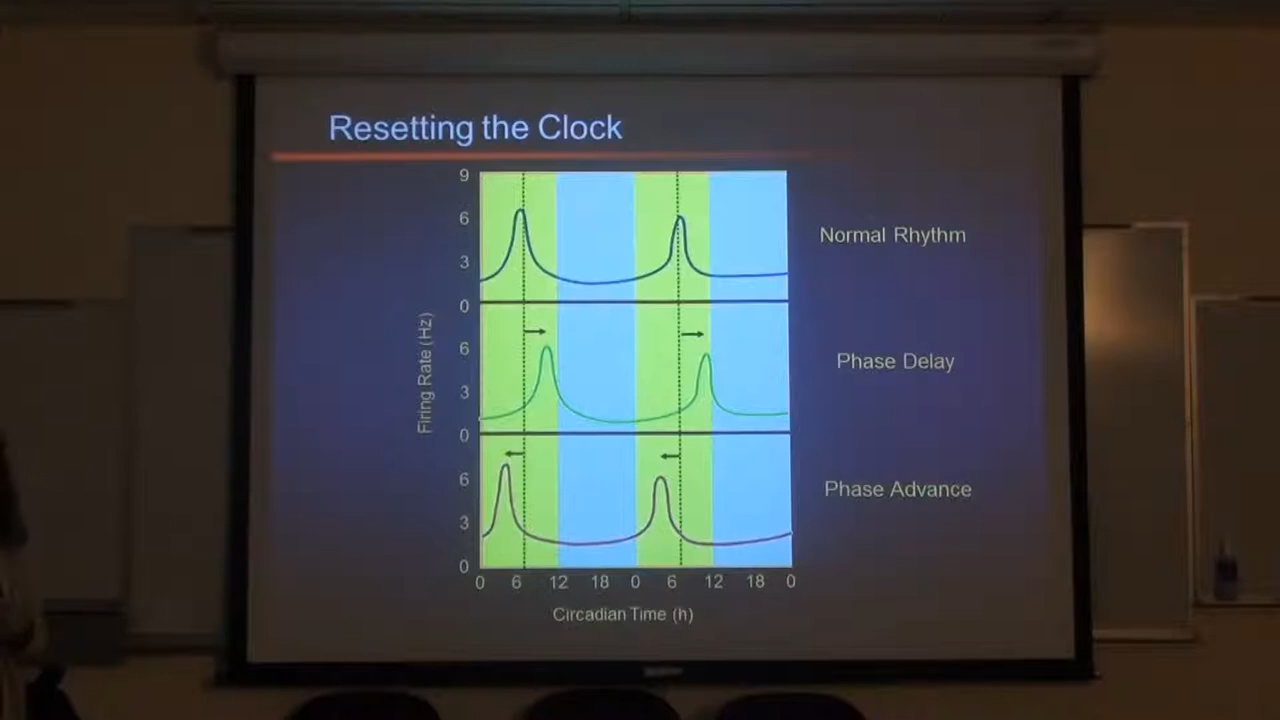 Resetting the Clock
9
6
3
0
Normal Rhythm
6
3
0
Phase Delay
6
3
0
Phase Advance
Firing Rate (Hz)
0 6 12 18 0 6 12 18 0
Circadian Time (h)